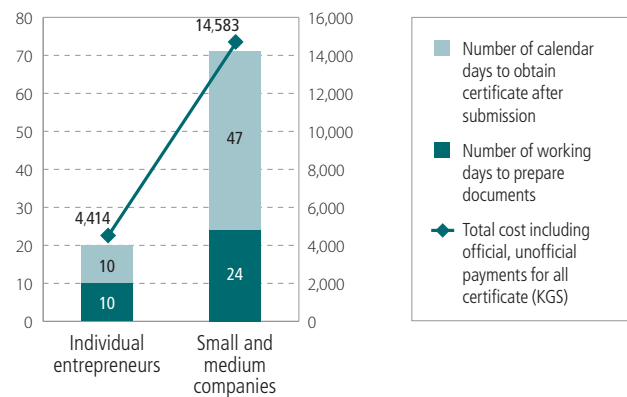 80
70
60
50
40
30
20
10
0
16,000
14,000
12,000
10,000
8,000
6,000
4,000
2,000
0
14,583
47
4,414
10
24
10
Individual
entrepreneurs
Small and
medium
companies
Number of calendar
days to obtain
certificate after
submission
Number of working
days to prepare
documents
Total cost including
official, unofficial
payments for all
certificate (KGS)